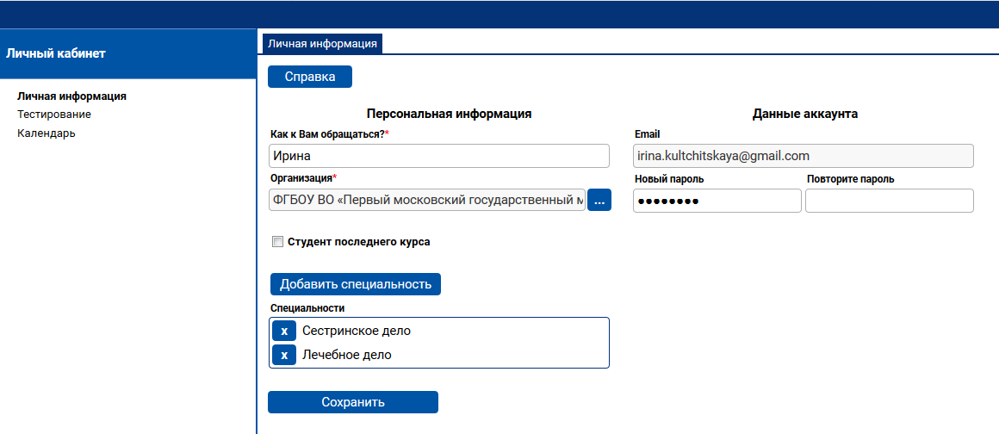 Личный кабинет
Личная информация
Тестирование
Календарь
Личная информация
Справка
Персональная информация
Как к Вам обращаться?*
Ирина
Организация*
ФГБОУ ВО «Первый московский государственный м
...
Студент последнего курса
Добавить специальность
Специальности
x Сестринское дело
x Лечебное дело
Сохранить
Данные аккаунта
Email
irina.kultchitskaya@gmail.com
Новый пароль Повторите пароль
●●●●●●●●